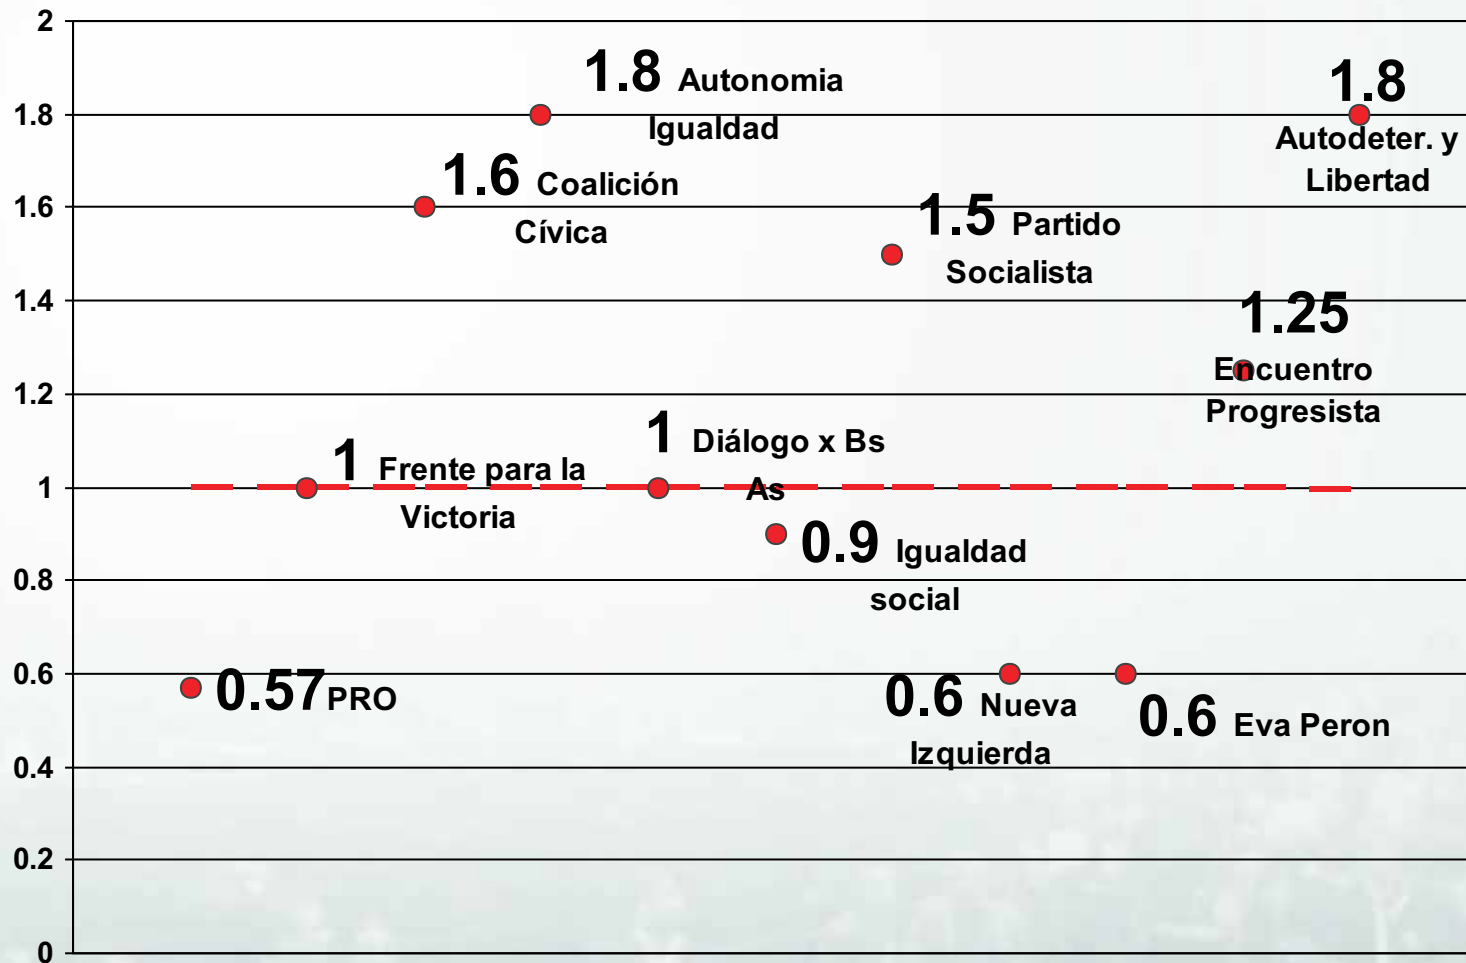 2
1.8
1.6
1.4
1.2
1
0.8
0.6
0.4
0.2
0
1.8 Autonomia
Igualdad
1.8
Autodeter. y
Libertad
1.6 Coalición
Cívica
1.5 Partido
Socialista
1.25
Encuentro
Progresista
1 Frente para la
Victoria
1 Diálogo x Bs
As
0.9 Igualdad
social
0.57 PRO
0.6 Nueva
Izquierda
0.6 Eva Peron